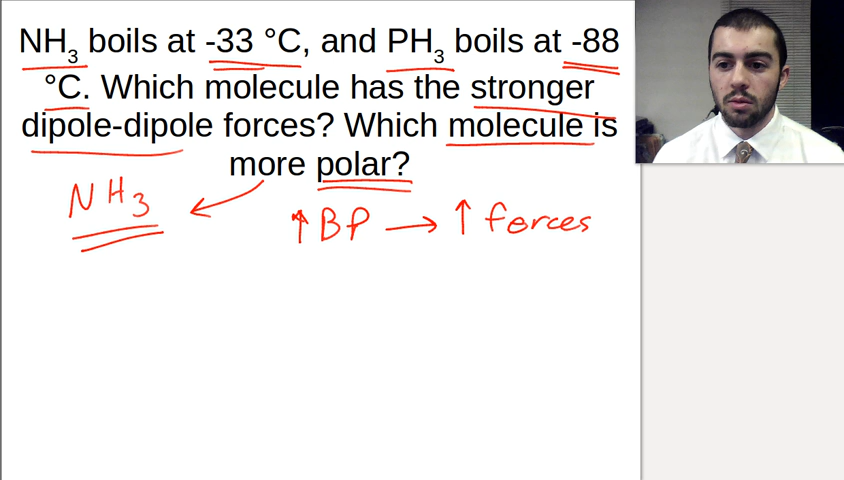 NH3 boils at -33 °C, and PH3 boils at -88
°C. Which molecule has the stronger
dipole-dipole forces? Which molecule is
more polar?
NH3
↑ BP → ↑ forces